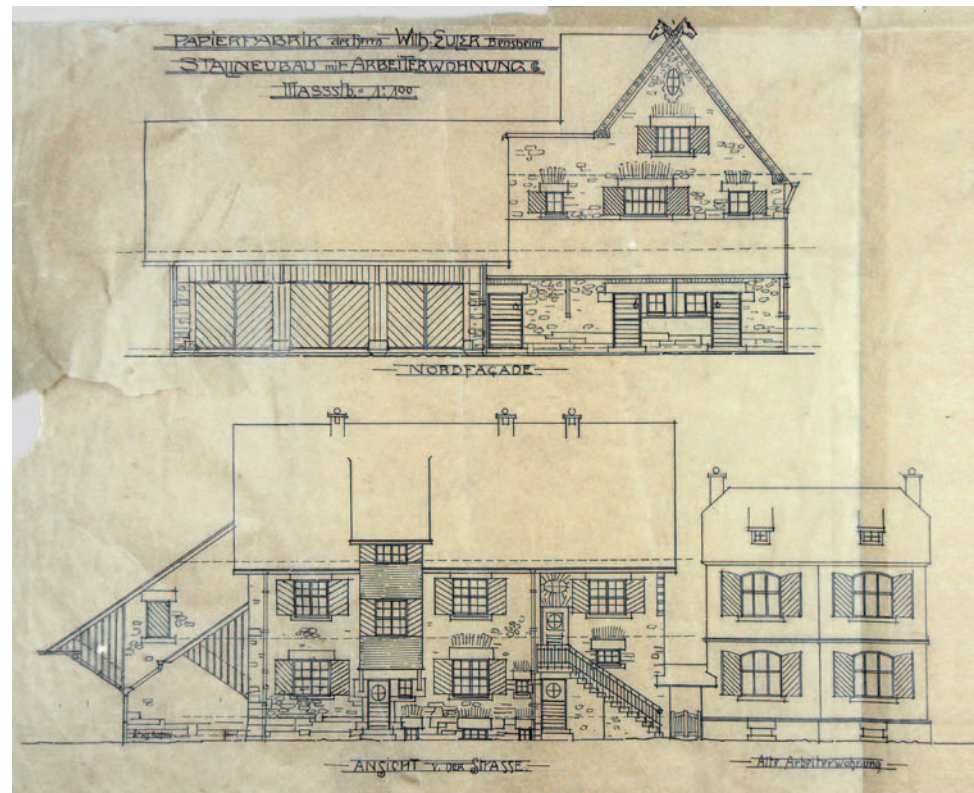 PAPIERFABRIK des Herrn Wilh. EULER Bensheim
STALLNEUBAU mit ARBEITERWOHNUNG
MASSSTb. = 1:100
NORDFAÇADE
ANSICHT v. DER STRASSE.
Alte Arbeiterwohnung